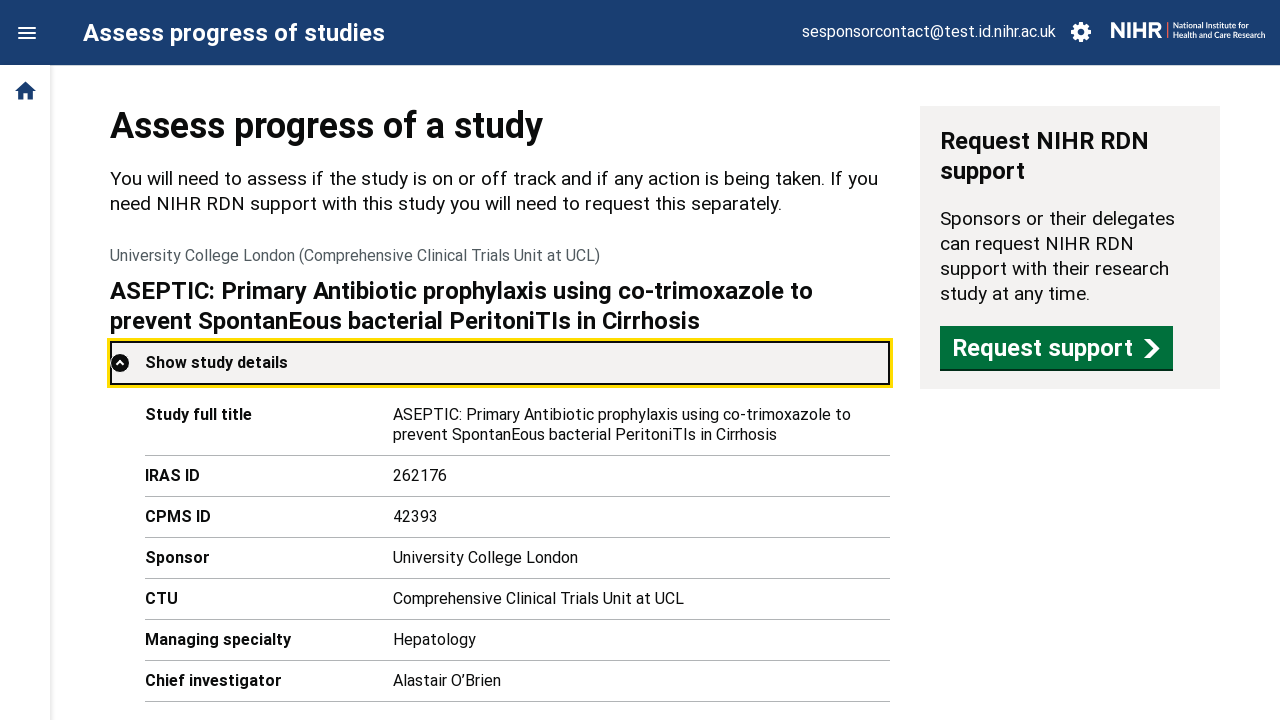 Assess progress of studies
sesponsorcontact@test.id.nihr.ac.uk
NIHR | National Institute for
Health and Care Research
Assess progress of a study
You will need to assess if the study is on or off track and if any action is being taken. If you
need NIHR RDN support with this study you will need to request this separately.
University College London (Comprehensive Clinical Trials Unit at UCL)
ASEPTIC: Primary Antibiotic prophylaxis using co-trimoxazole to
prevent SpontanEous bacterial PeritoniTIs in Cirrhosis
Show study details
Study full title
ASEPTIC: Primary Antibiotic prophylaxis using co-trimoxazole to
prevent SpontanEous bacterial PeritoniTIs in Cirrhosis
IRAS ID
262176
CPMS ID
42393
Sponsor
University College London
CTU
Comprehensive Clinical Trials Unit at UCL
Managing specialty
Hepatology
Chief investigator
Alastair O’Brien
Request NIHR RDN
support
Sponsors or their delegates
can request NIHR RDN
support with their research
study at any time.
Request support